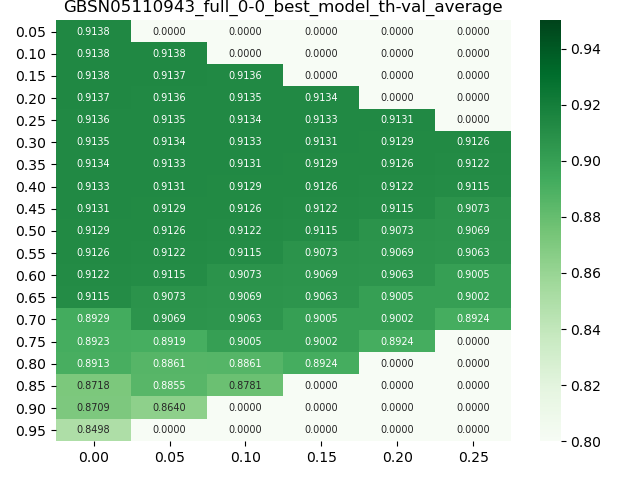 GBSN05110943_full_0-0_best_model_th-val_average
0.05 0.9138 0.0000 0.0000 0.0000 0.0000 0.0000
0.10 0.9138 0.9138 0.0000 0.0000 0.0000 0.0000 0.94
0.15 0.9138 0.9137 0.9136 0.0000 0.0000 0.0000
0.20 0.9137 0.9136 0.9135 0.9134 0.0000 0.0000
0.25 0.9136 0.9135 0.9134 0.9133 0.9131 0.0000 0.92
0.30 0.9135 0.9134 0.9133 0.9131 0.9129 0.9126
0.35 0.9134 0.9133 0.9131 0.9129 0.9126 0.9122 0.90
0.40 0.9133 0.9131 0.9129 0.9126 0.9122 0.9115
0.45 0.9131 0.9129 0.9126 0.9122 0.9115 0.9073 0.88
0.50 0.9129 0.9126 0.9122 0.9115 0.9073 0.9069
0.55 0.9126 0.9122 0.9115 0.9073 0.9069 0.9063
0.60 0.9122 0.9115 0.9073 0.9069 0.9063 0.9005 0.86
0.65 0.9115 0.9073 0.9069 0.9063 0.9005 0.9002
0.70 0.8929 0.9069 0.9063 0.9005 0.9002 0.8924 0.84
0.75 0.8923 0.8919 0.9005 0.9002 0.8924 0.0000
0.80 0.8913 0.8861 0.8861 0.8924 0.0000 0.0000
0.85 0.8718 0.8855 0.8781 0.0000 0.0000 0.0000 0.82
0.90 0.8709 0.8640 0.0000 0.0000 0.0000 0.0000
0.95 0.8498 0.0000 0.0000 0.0000 0.0000 0.0000 0.80
0.00 0.05 0.10 0.15 0.20 0.25